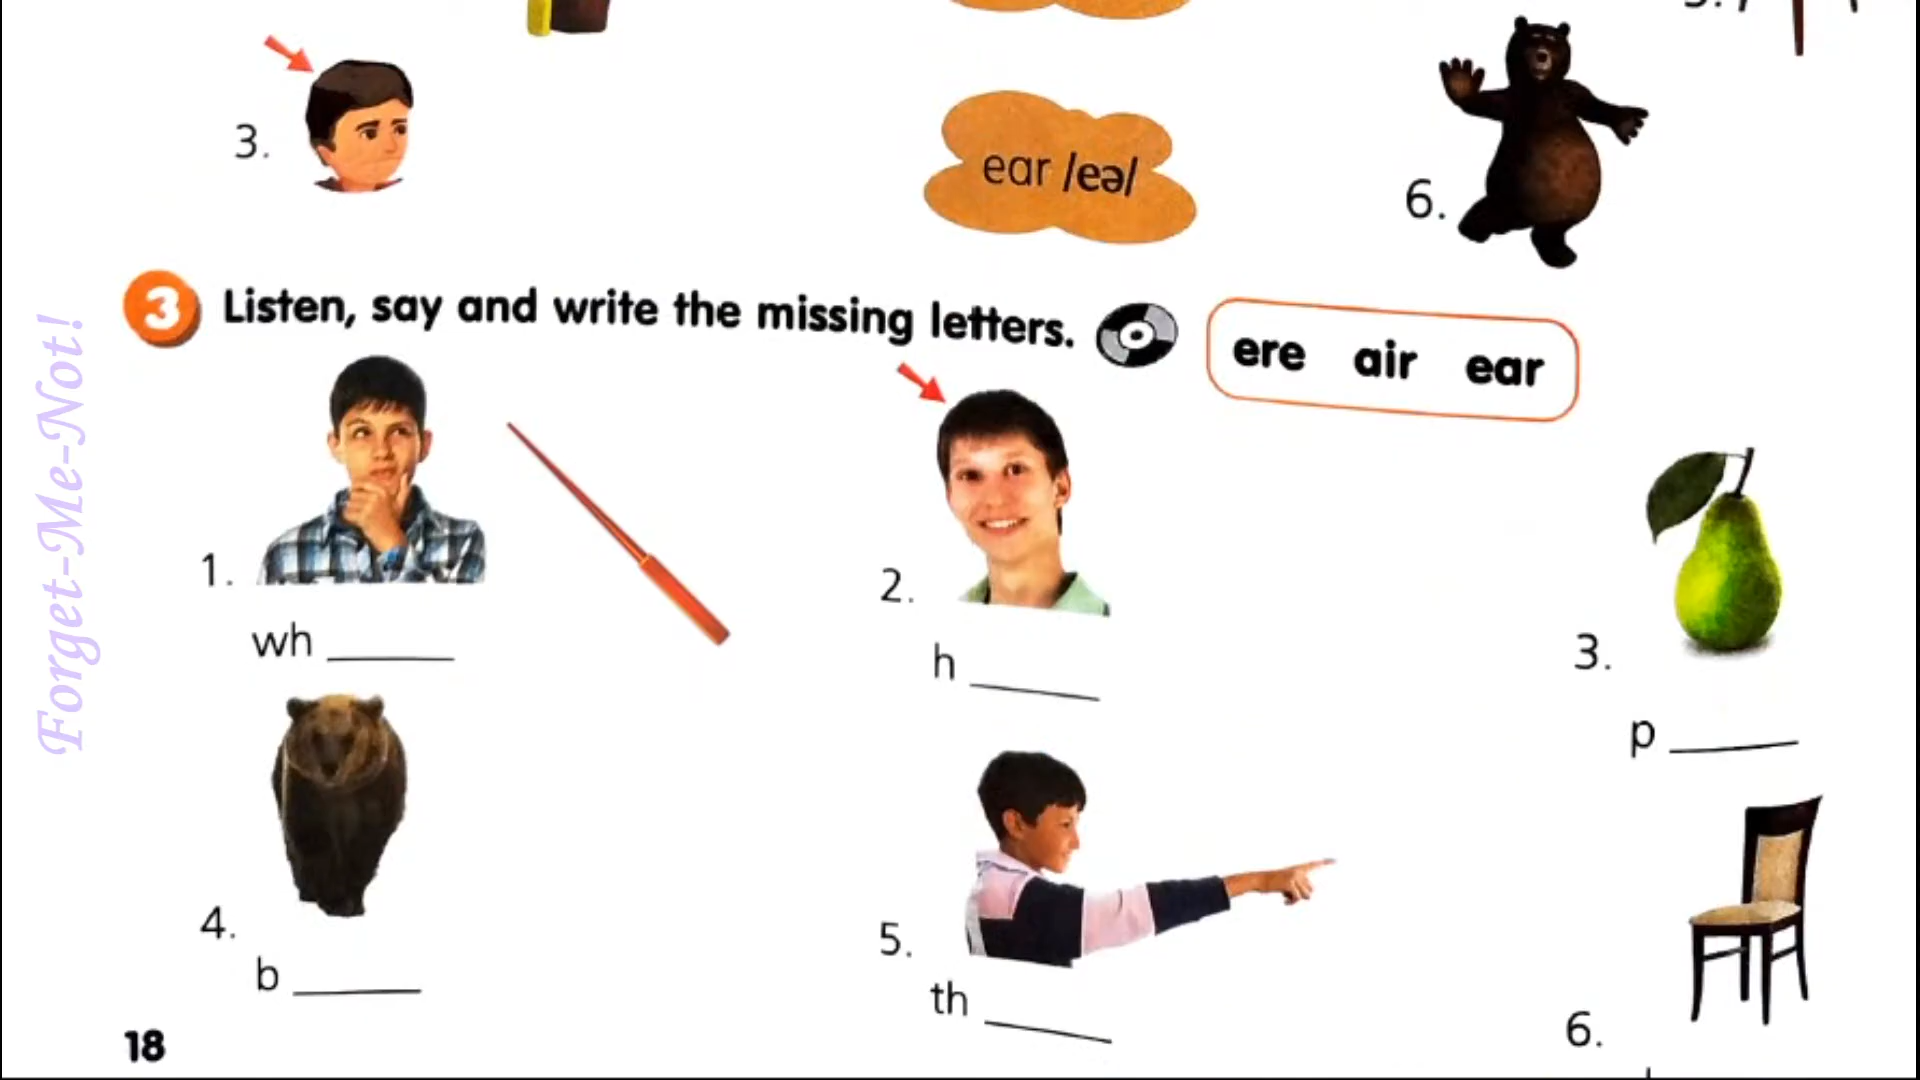 3.
ear /eə/
6.
3 Listen, say and write the missing letters.
ere air ear
1.
wh
2.
h
3.
p
4.
b
5.
th
6.
18
Forget-Me-Not!